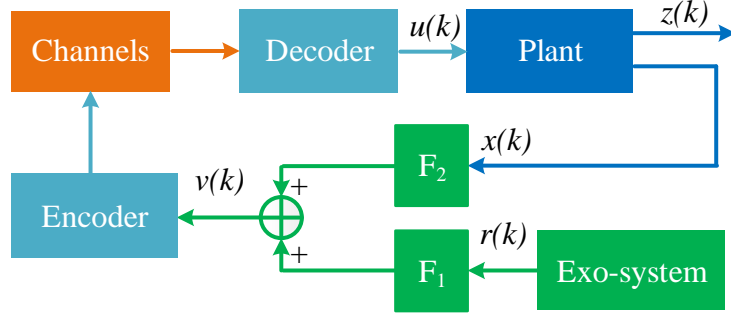 Channels
Decoder
u(k)
Plant
z(k)
Encoder
v(k)
+
+
F₂
x(k)
F₁
r(k)
Exo-system